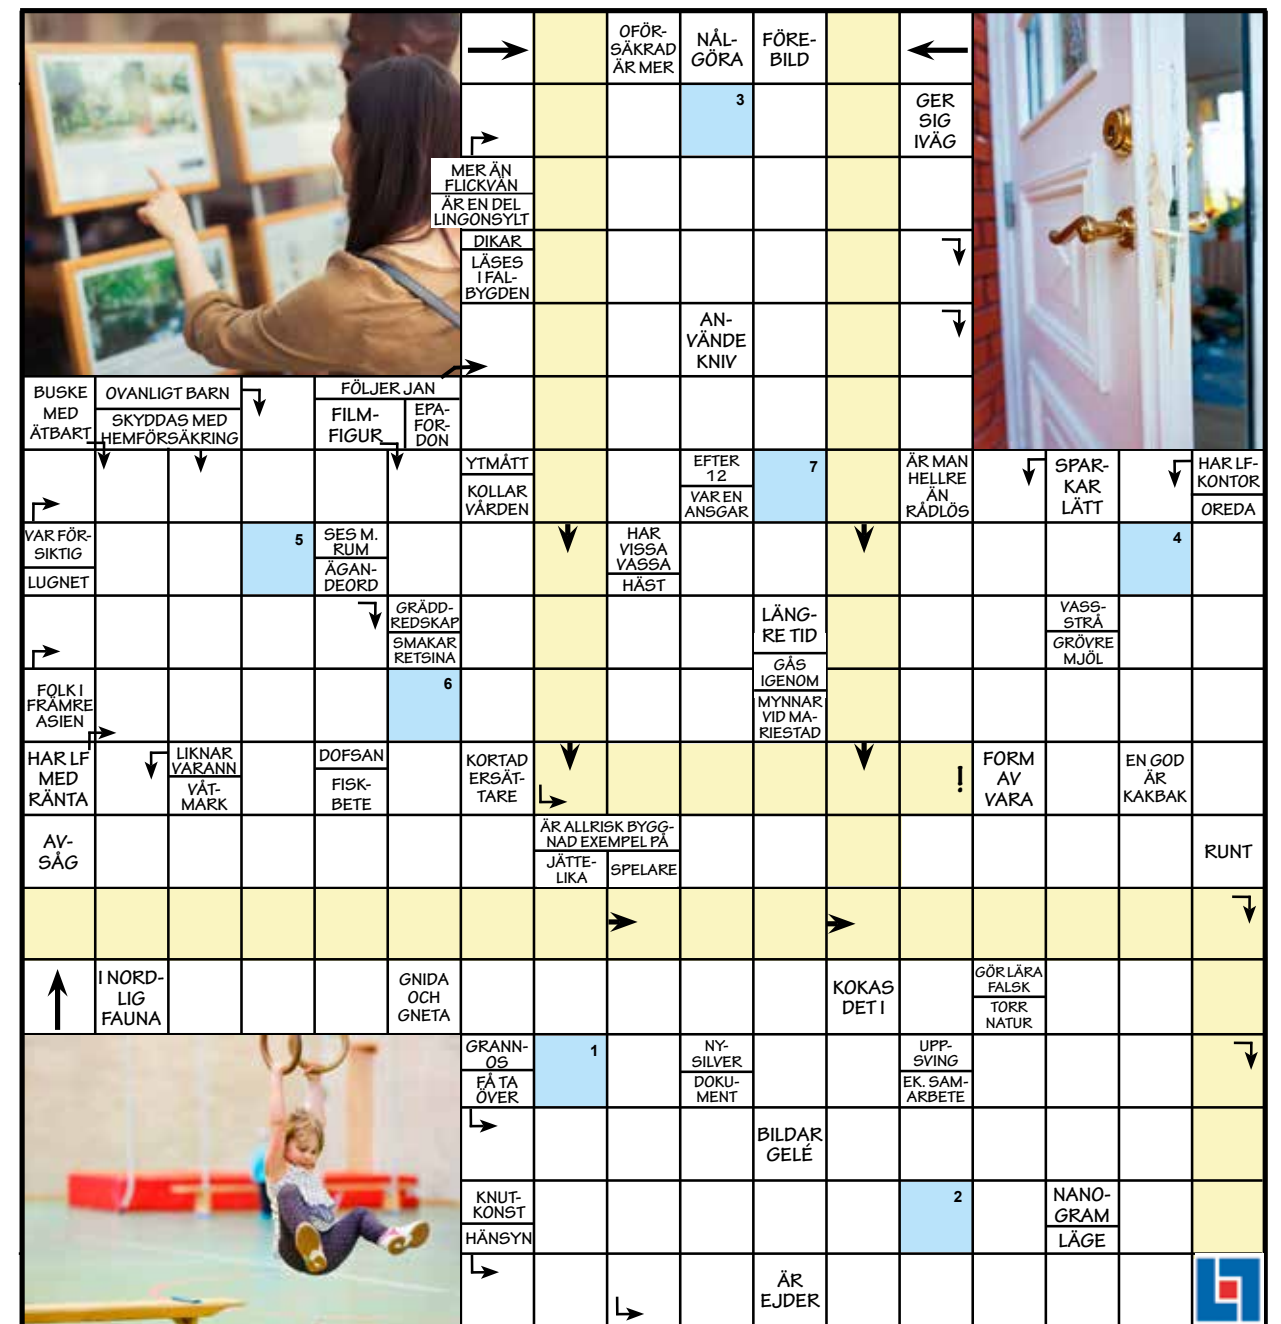 OFÖR-
SÄKRAD
ÄR MER
NÅL-
GÖRA
FÖRE-
BILD
3
GER
SIG
IVÄG
MER ÄN
FLICKVÄN
ÄR EN DEL
LINGONSYLT
DIKAR
LÄSES
I FAL-
BYGDEN
AN-
VÄNDE
KNIV
BUSKE
MED
ÄTBART
OVANLIGT BARN
SKYDDAS MED
HEMFÖRSÄKRING
FÖLJER JAN
FILM-
FIGUR
EPA-
FOR-
DON
YTMÅTT
KOLLAR
VÅRDEN
EFTER
12
VAR EN
ANSGAR
7
ÄR MAN
HELLRE
ÄN
RÅDLÖS
SPAR-
KAR
LÄTT
HAR LF-
KONTOR
OREDA
VAR FÖR-
SIKTIG
LUGNET
5
SES M.
RUM
ÄGAN-
DEORD
HAR
VISSA
VASSA
HÄST
4
GRÄDD-
REDSKAP
SMAKAR
RETSINA
LÄNG-
RE TID
GÅS
IGENOM
MYNNAR
VID MA-
RIESTAD
VASS-
STRÅ
GRÖVRE
MJÖL
FOLK I
FRÄMRE
ASIEN
6
HAR LF
MED
RÄNTA
LIKNAR
VARANN
VÅT-
MARK
DOFSAN
FISK-
BETE
KORTAD
ERSÄT-
TARE
!
FORM
AV
VARA
EN GOD
ÄR
KAKBAK
AV-
SÅG
ÄR ALLRISK BYGG-
NAD EXEMPEL PÅ
JÄTTE-
LIKA
SPELARE
RUNT
I NORD-
LIG
FAUNA
GNIDA
OCH
GNETA
KOKAS
DET I
GÖR LÄRA
FALSK
TORR
NATUR
GRANN-
OS
FÅ TA
ÖVER
1
NY-
SILVER
DOKU-
MENT
UPP-
SVING
EK. SAM-
ARBETE
BILDAR
GELÉ
KNUT-
KONST
HÄNSYN
2
NANO-
GRAM
LÄGE
ÄR
EJDER